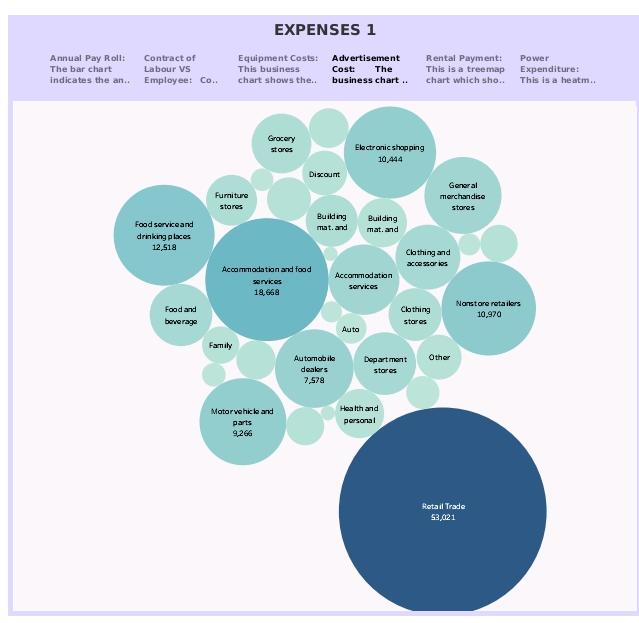 EXPENSES 1
Annual Pay Roll:
The bar chart
indicates the an..
Contract of
Labour VS
Employee: Co..
Equipment Costs:
This business
chart shows the..
Advertisement
Cost: The
business chart ..
Rental Payment:
This is a treemap
chart which sho..
Power
Expenditure:
This is a heatm..
Grocery
stores
Electronic shopping
10,444
Discount
Furniture
stores
General
merchandise
stores
Building
mat. and
Building
mat. and
Food service and
drinking places
12,518
Clothing and
accessories
Accommodation and food
services
18,668
Accommodation
services
Food and
beverage
Clothing
stores
Nonstore retailers
10,970
Auto
Family
Automobile
dealers
7,578
Department
stores
Other
Motor vehicle and
parts
9,266
Health and
personal
Retail Trade
53,021